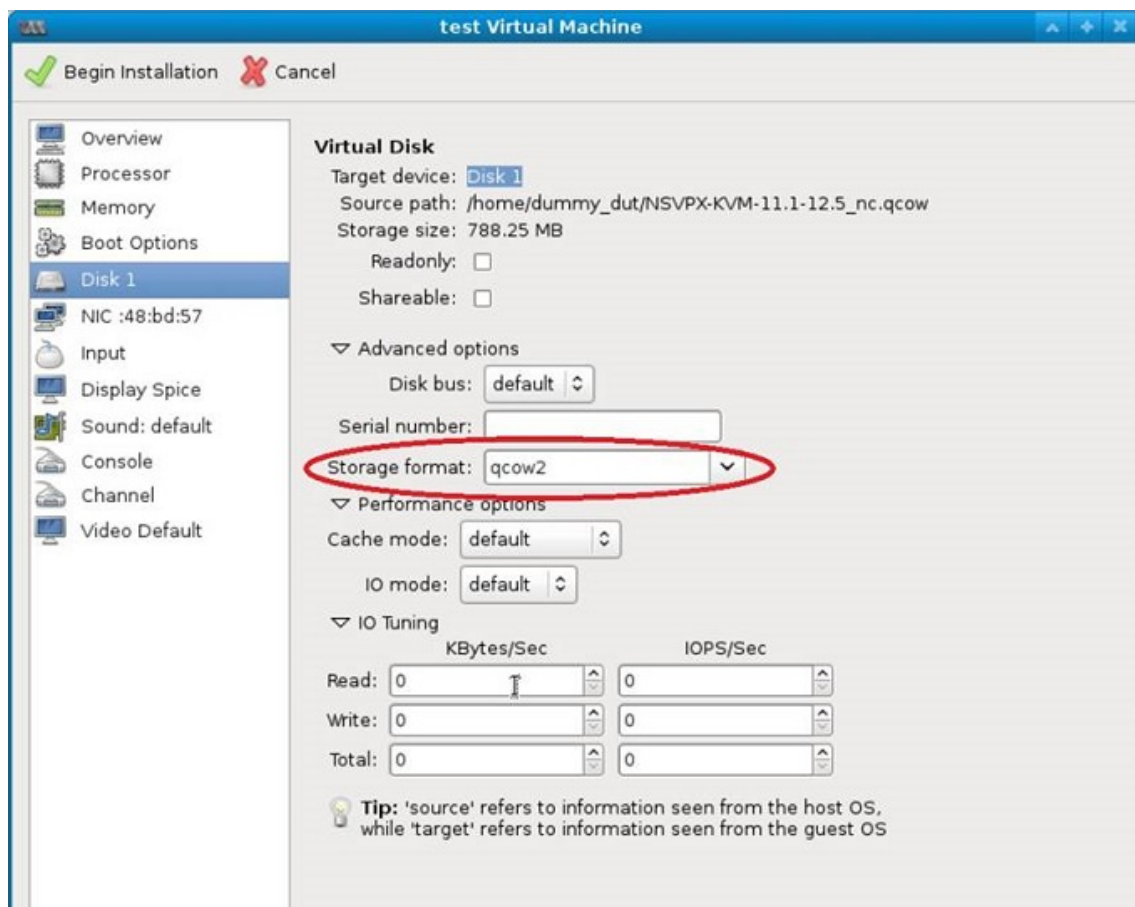 test Virtual Machine
Begin Installation
Cancel
Overview
Processor
Memory
Boot Options
Disk 1
NIC :48:bd:57
Input
Display Spice
Sound: default
Console
Channel
Video Default
Virtual Disk
Target device: Disk 1
Source path: /home/dummy_dut/NSVPX-KVM-11.1-12.5_nc.qcow
Storage size: 788.25 MB
Readonly:
Shareable:
Advanced options
Disk bus: default
Serial number:
Storage format: qcow2
Performance options
Cache mode: default
IO mode: default
IO Tuning
KBytes/Sec IOPS/Sec
Read: 0 0
Write: 0 0
Total: 0 0
Tip: 'source' refers to information seen from the host OS,
while 'target' refers to information seen from the guest OS